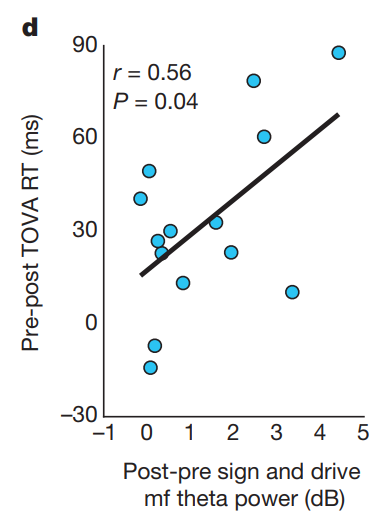 d
r = 0.56
P = 0.04
90
60
30
0
–30
Pre-post TOVA RT (ms)
–1 0 1 2 3 4 5
Post-pre sign and drive
mf theta power (dB)